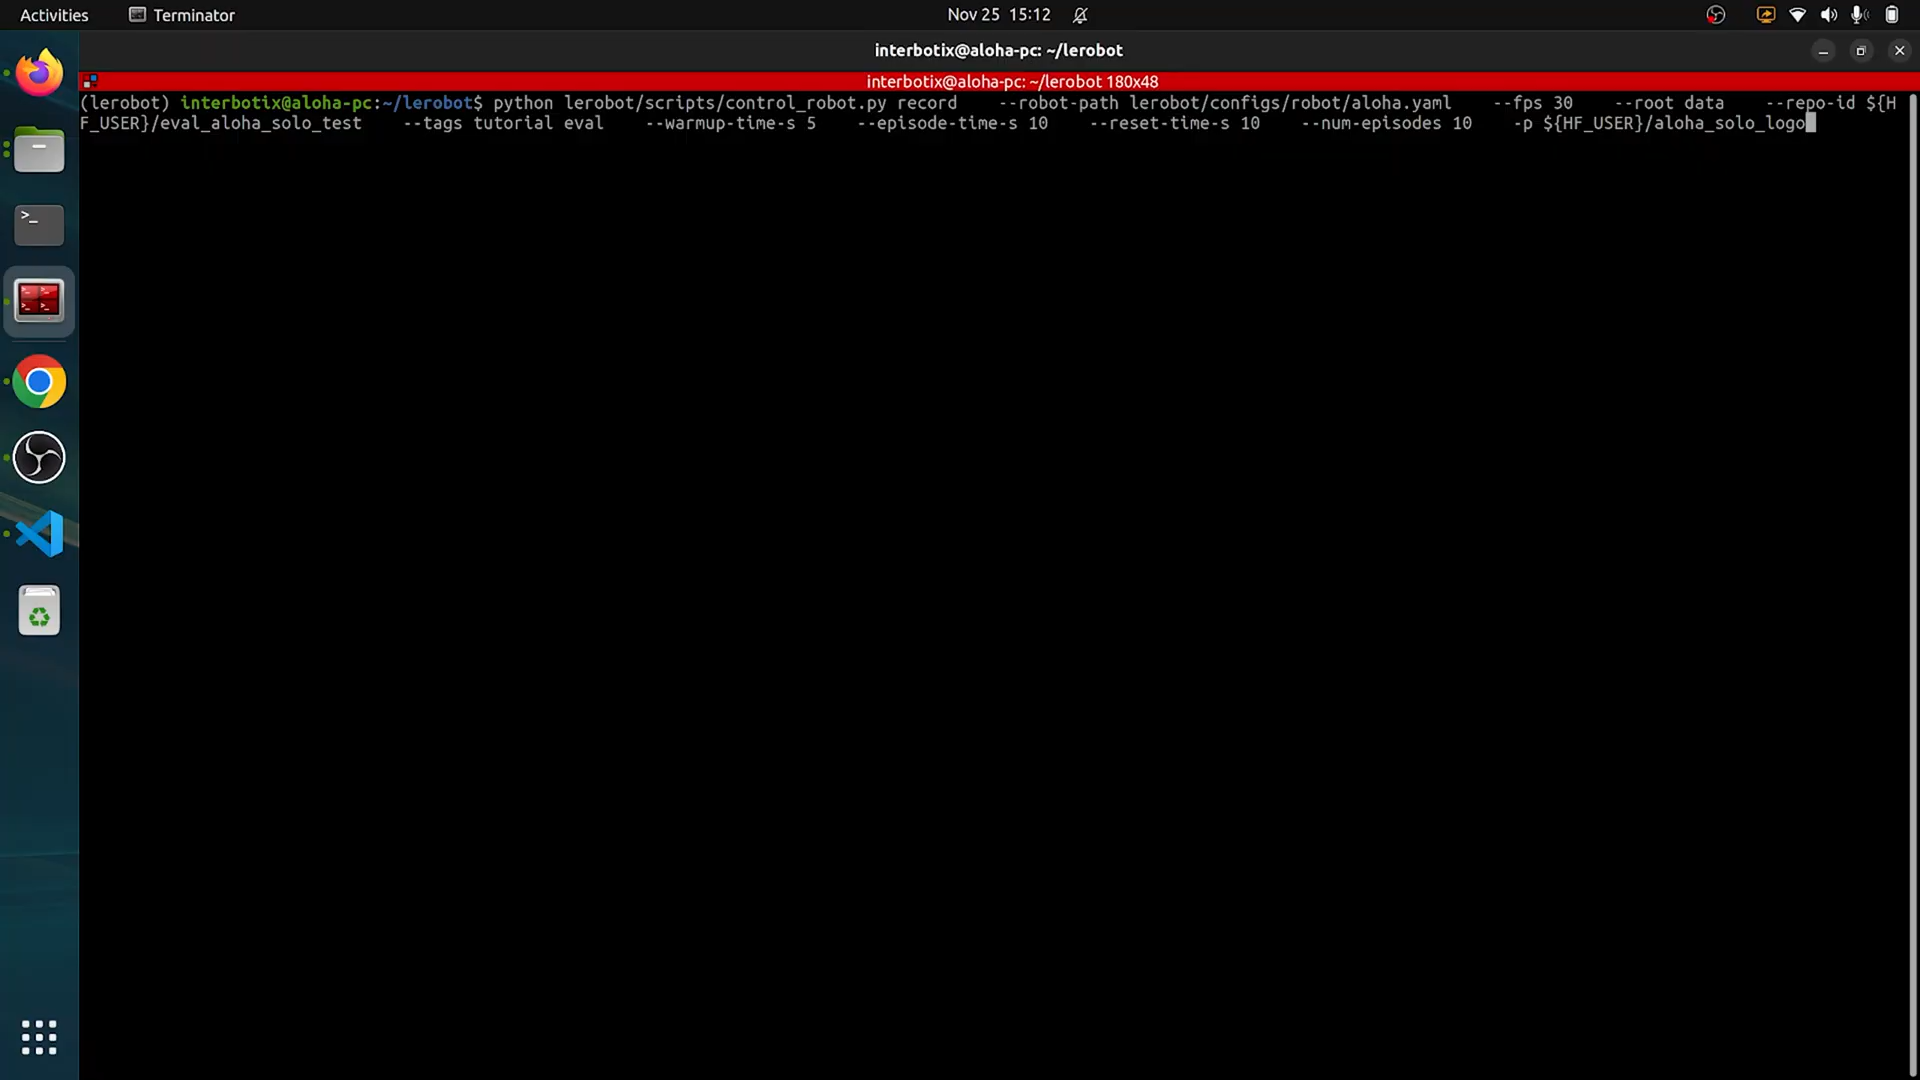 Activities Terminator Nov 25 15:12
interbotix@aloha-pc: ~/lerobot
interbotix@aloha-pc: ~/lerobot 180x48
(lerobot) interbotix@aloha-pc:~/lerobot$ python lerobot/scripts/control_robot.py record    --robot-path lerobot/configs/robot/aloha.yaml    --fps 30    --root data    --repo-id ${H
F_USER}/eval_aloha_solo_test    --tags tutorial eval    --warmup-time-s 5    --episode-time-s 10    --reset-time-s 10    --num-episodes 10    -p ${HF_USER}/aloha_solo_logo